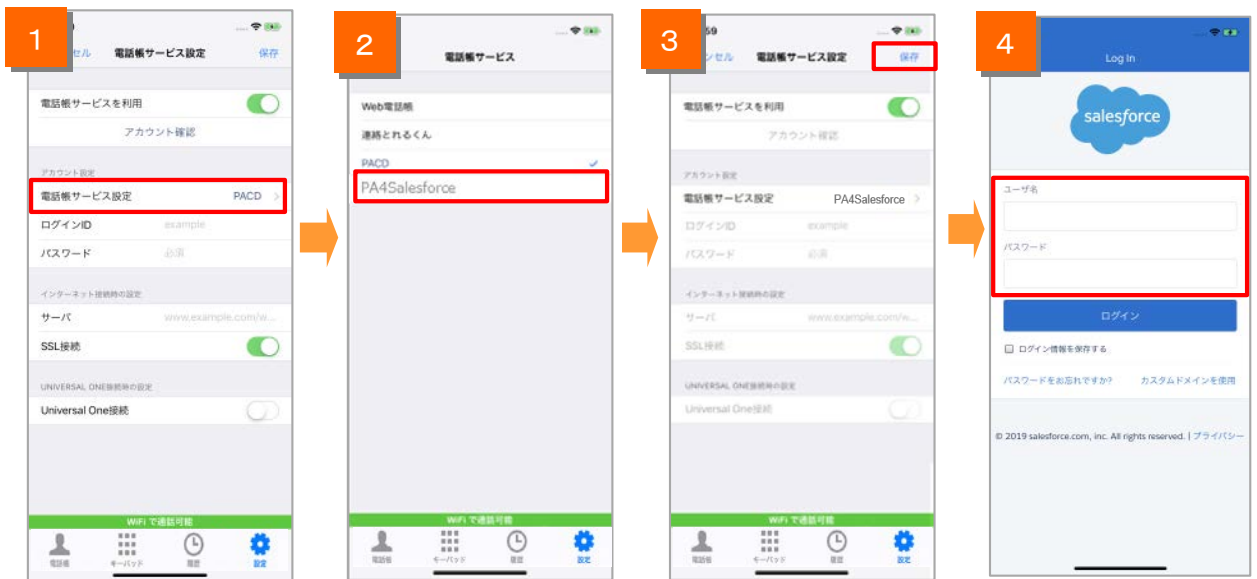 1
電話帳サービス設定
保存
電話帳サービスを利用
アカウント確認
アカウント設定
電話帳サービス設定 PACD >
ログインID example
パスワード 必須
インターネット接続時の設定
サーバ www.example.com/w...
SSL接続
UNIVERSAL ONE接続時の設定
Universal One接続
WiFi で通話可能
電話帳 キーパッド 履歴 設定
2
電話帳サービス
Web電話帳
連絡とれるくん
PACD
PA4Salesforce
WiFi で通話可能
電話帳 キーパッド 履歴 設定
3
59
電話帳サービス設定 保存
電話帳サービスを利用
アカウント確認
アカウント設定
電話帳サービス設定 PA4Salesforce >
ログインID example
パスワード 必須
インターネット接続時の設定
サーバ www.example.com/w...
SSL接続
UNIVERSAL ONE接続時の設定
Universal One接続
WiFi で通話可能
電話帳 キーパッド 履歴 設定
4
Log In
salesforce
ユーザ名
パスワード
ログイン
ログイン情報を保存する
パスワードをお忘れですか? カスタムドメインを使用
© 2019 salesforce.com, inc. All rights reserved. | プライバシー